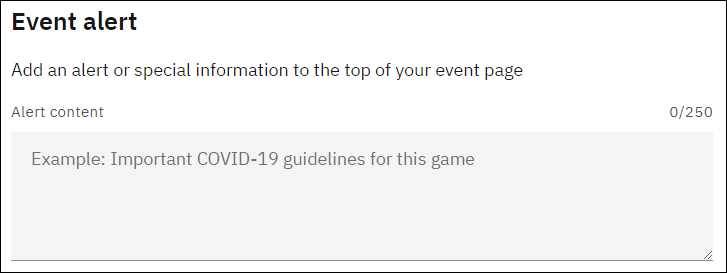 Event alert
Add an alert or special information to the top of your event page
Alert content 0/250
Example: Important COVID-19 guidelines for this game